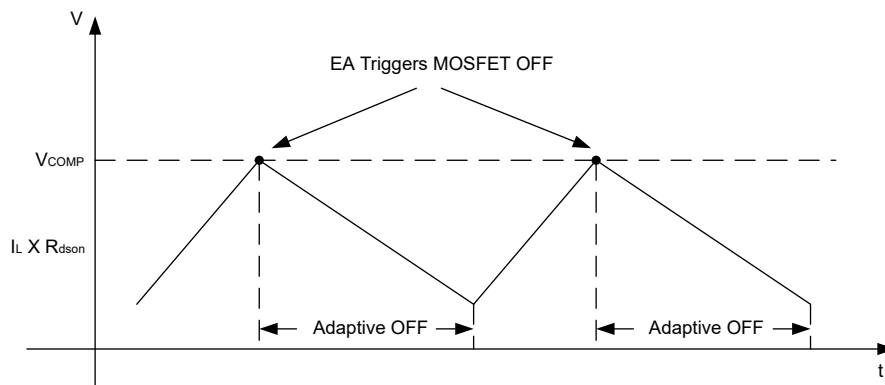 V
EA Triggers MOSFET OFF
VCOMP
IL X Rdson
Adaptive OFF
Adaptive OFF
t